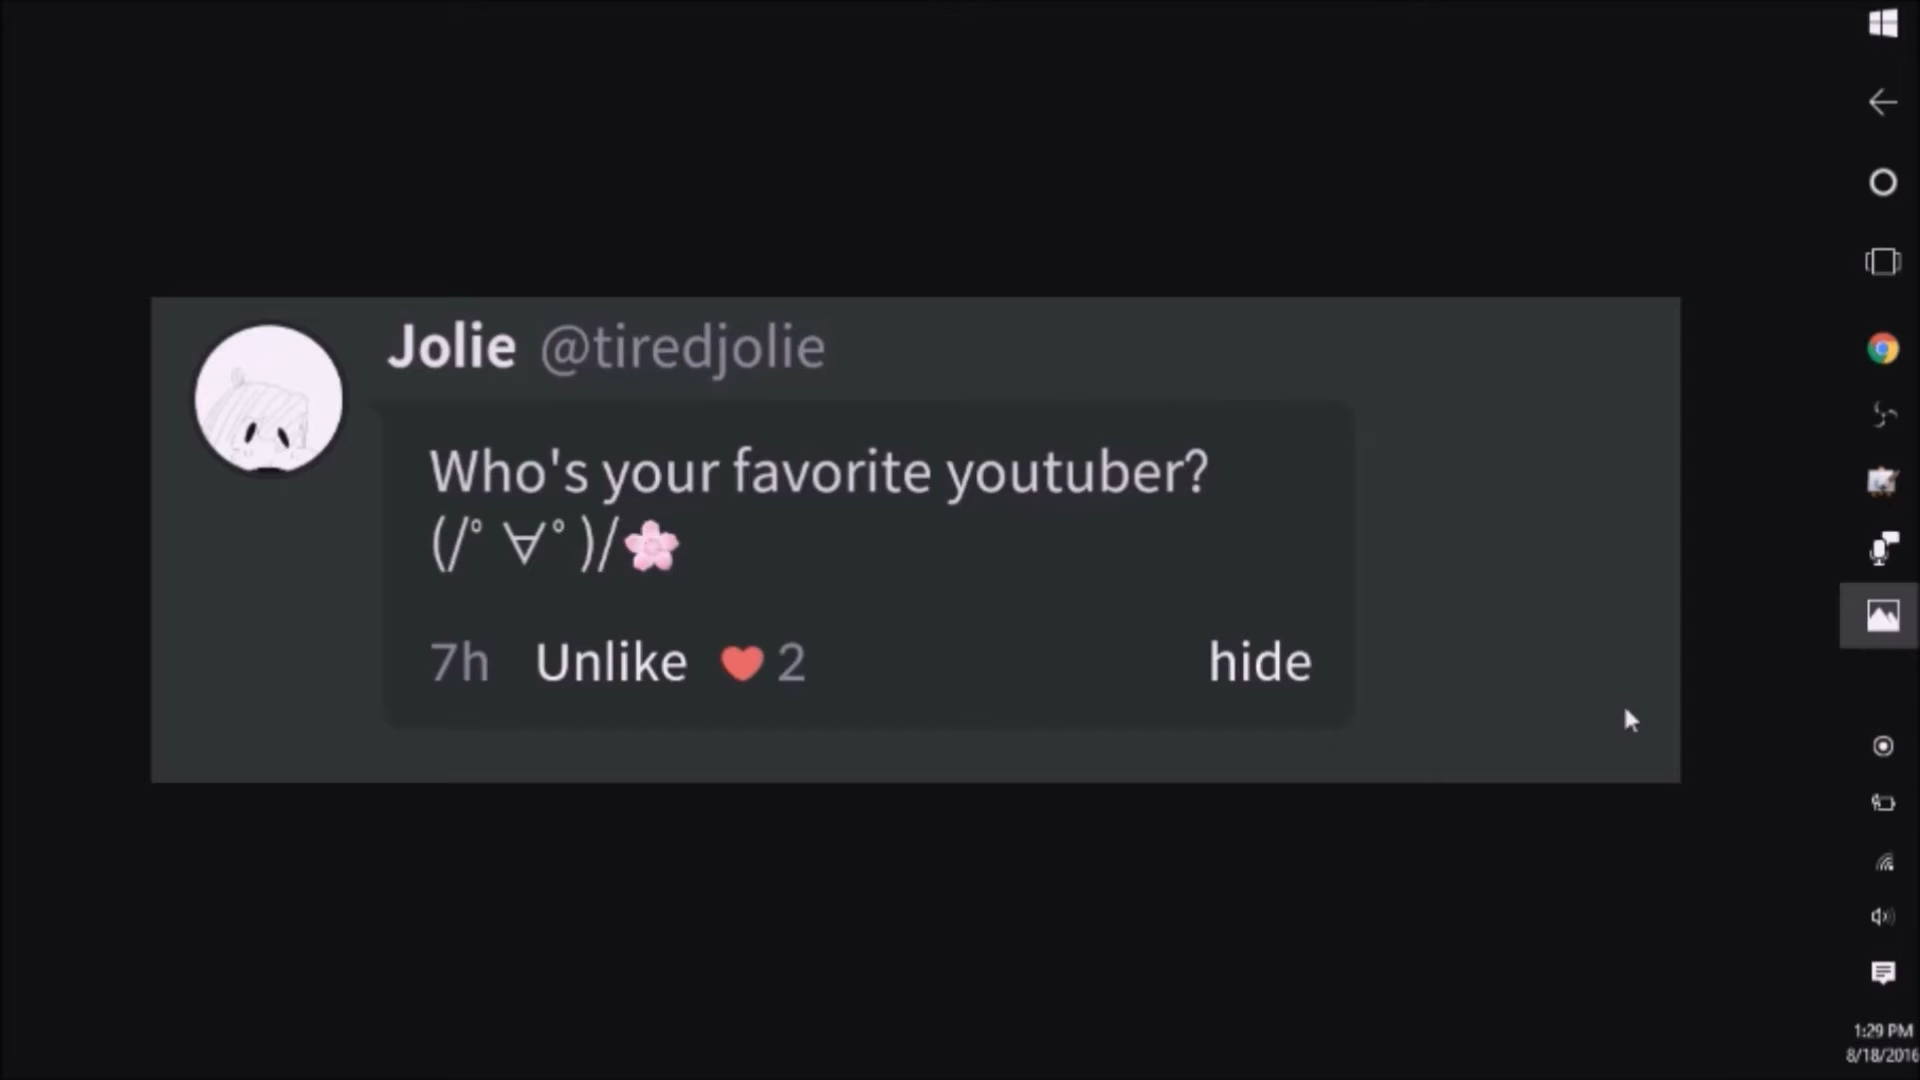 Jolie @tiredjolie
Who's your favorite youtuber?
(/ﾟ∀ﾟ)/🌸
7h Unlike ❤ 2 hide
1:29 PM
8/18/2016